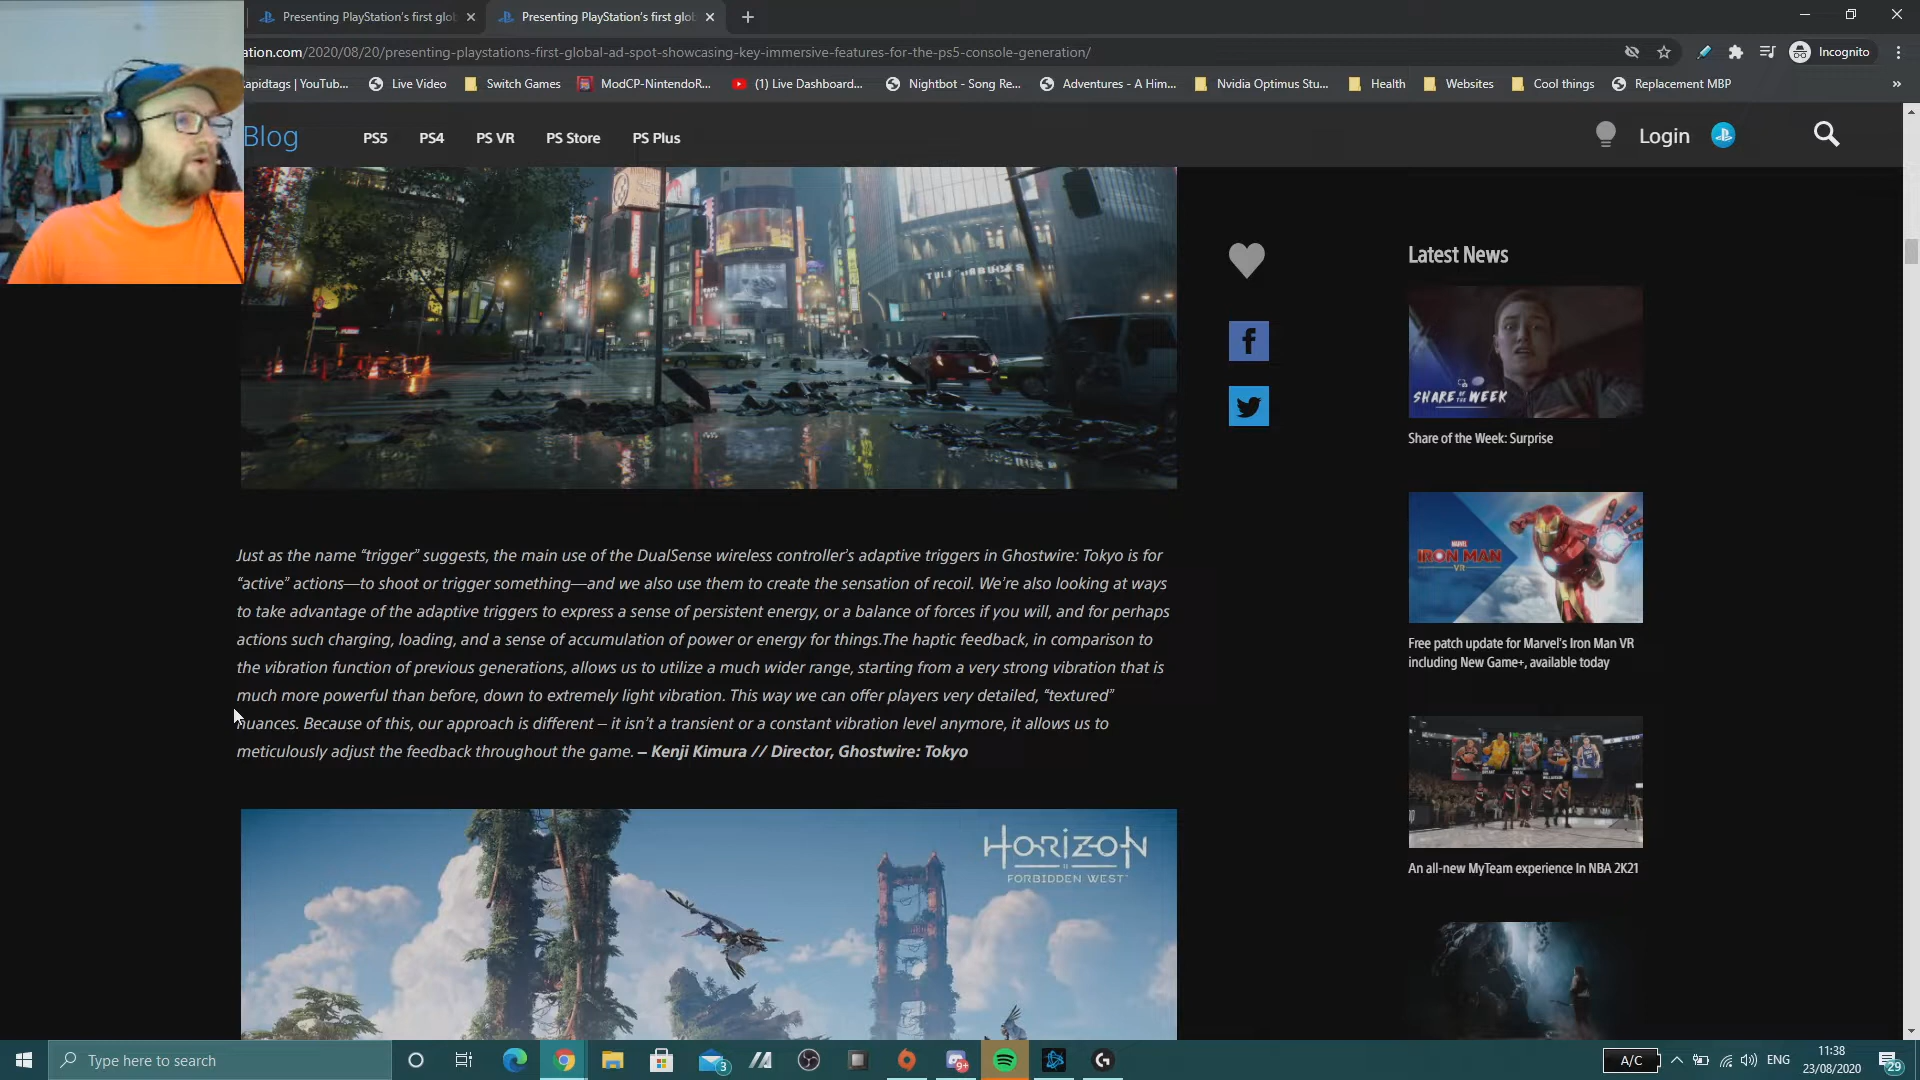 Presenting PlayStation's first glob
Presenting PlayStation's first glob
ation.com/2020/08/20/presenting-playstations-first-global-ad-spot-showcasing-key-immersive-features-for-the-ps5-console-generation/
Incognito
apidtags | YouTub...
Live Video
Switch Games
ModCP-NintendoR...
(1) Live Dashboard...
Nightbot - Song Re...
Adventures - A Him...
Nvidia Optimus Stu...
Health
Websites
Cool things
Replacement MBP
»
Blog
PS5
PS4
PS VR
PS Store
PS Plus
Login
Latest News
SHARE OF THE WEEK
Share of the Week: Surprise
MARVEL
IRON MAN
VR
Free patch update for Marvel's Iron Man VR
including New Game+, available today
An all-new MyTeam experience In NBA 2K21
Just as the name “trigger” suggests, the main use of the DualSense wireless controller's adaptive triggers in Ghostwire: Tokyo is for
“active” actions—to shoot or trigger something—and we also use them to create the sensation of recoil. We're also looking at ways
to take advantage of the adaptive triggers to express a sense of persistent energy, or a balance of forces if you will, and for perhaps
actions such charging, loading, and a sense of accumulation of power or energy for things.The haptic feedback, in comparison to
the vibration function of previous generations, allows us to utilize a much wider range, starting from a very strong vibration that is
much more powerful than before, down to extremely light vibration. This way we can offer players very detailed, “textured”
nuances. Because of this, our approach is different – it isn't a transient or a constant vibration level anymore, it allows us to
meticulously adjust the feedback throughout the game. – Kenji Kimura // Director, Ghostwire: Tokyo
HORIZON
II
FORBIDDEN WEST
Type here to search
3
9+
A/C
ENG
11:38
23/08/2020
29